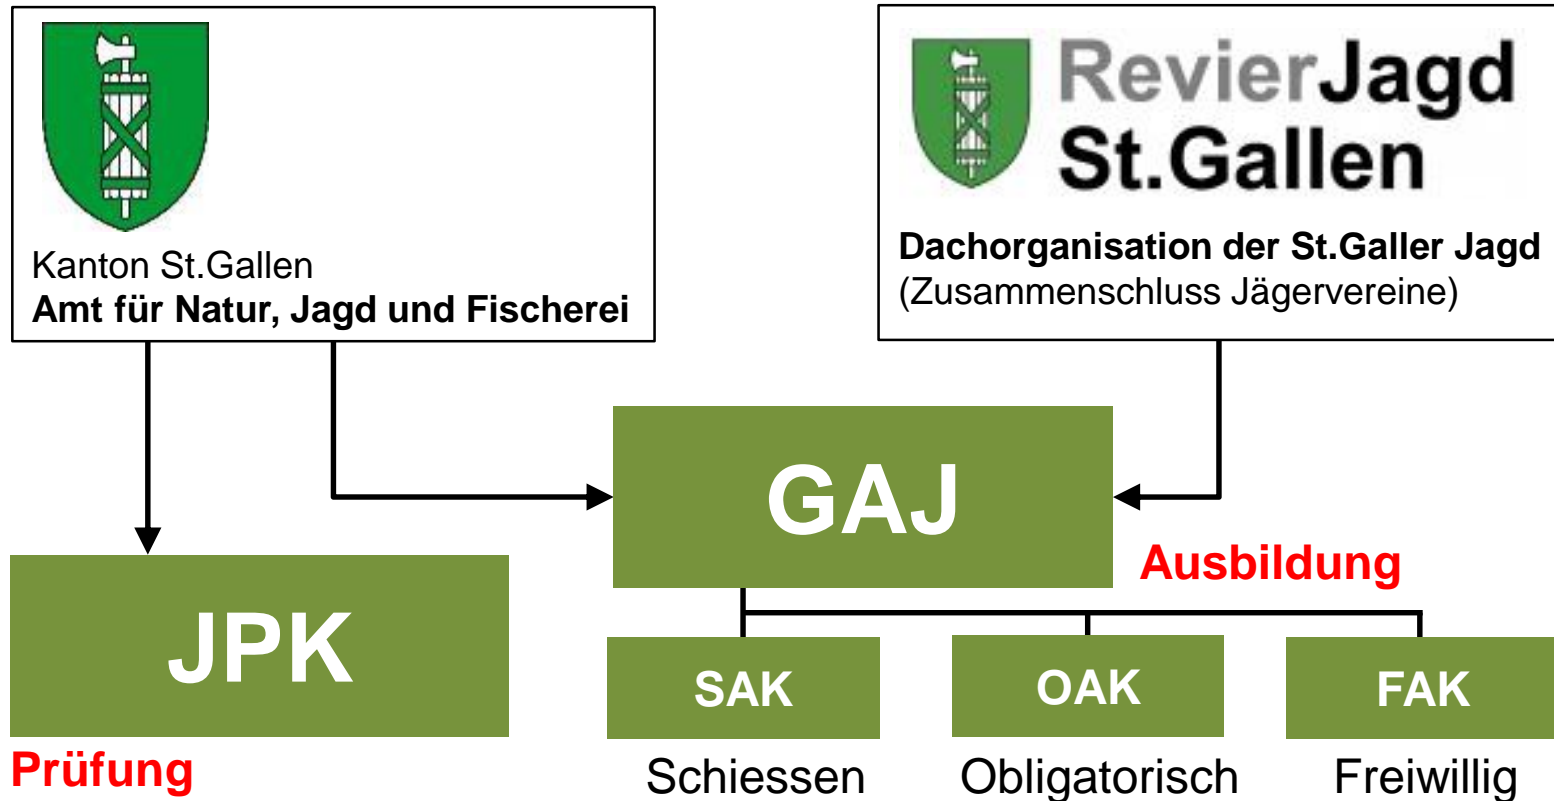 Kanton St.Gallen
Amt für Natur, Jagd und Fischerei
RevierJagd
St.Gallen
Dachorganisation der St.Galler Jagd
(Zusammenschluss Jägervereine)
GAJ
Ausbildung
JPK
Prüfung
SAK
OAK
FAK
Schiessen
Obligatorisch
Freiwillig